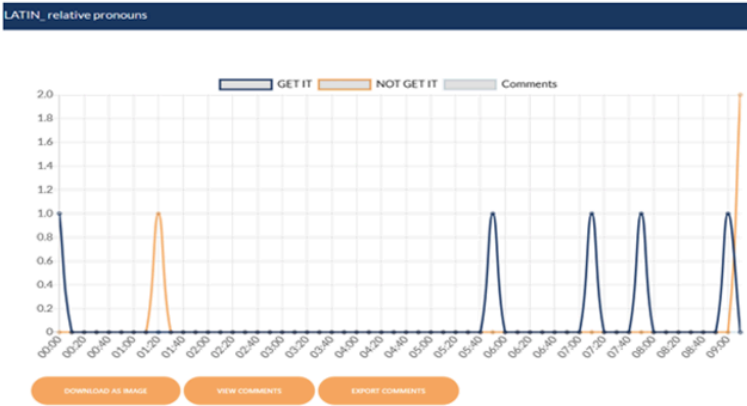 LATIN_ relative pronouns
GET IT NOT GET IT Comments
2.0
1.8
1.6
1.4
1.2
1.0
0.8
0.6
0.4
0.2
0
00:00 00:20 00:40 01:00 01:20 01:40 02:00 02:20 02:40 03:00 03:20 03:40 04:00 04:20 04:40 05:00 05:20 05:40 06:00 06:20 06:40 07:00 07:20 07:40 08:00 08:20 08:40 09:00
DOWNLOAD AS IMAGE VIEW COMMENTS EXPORT COMMENTS